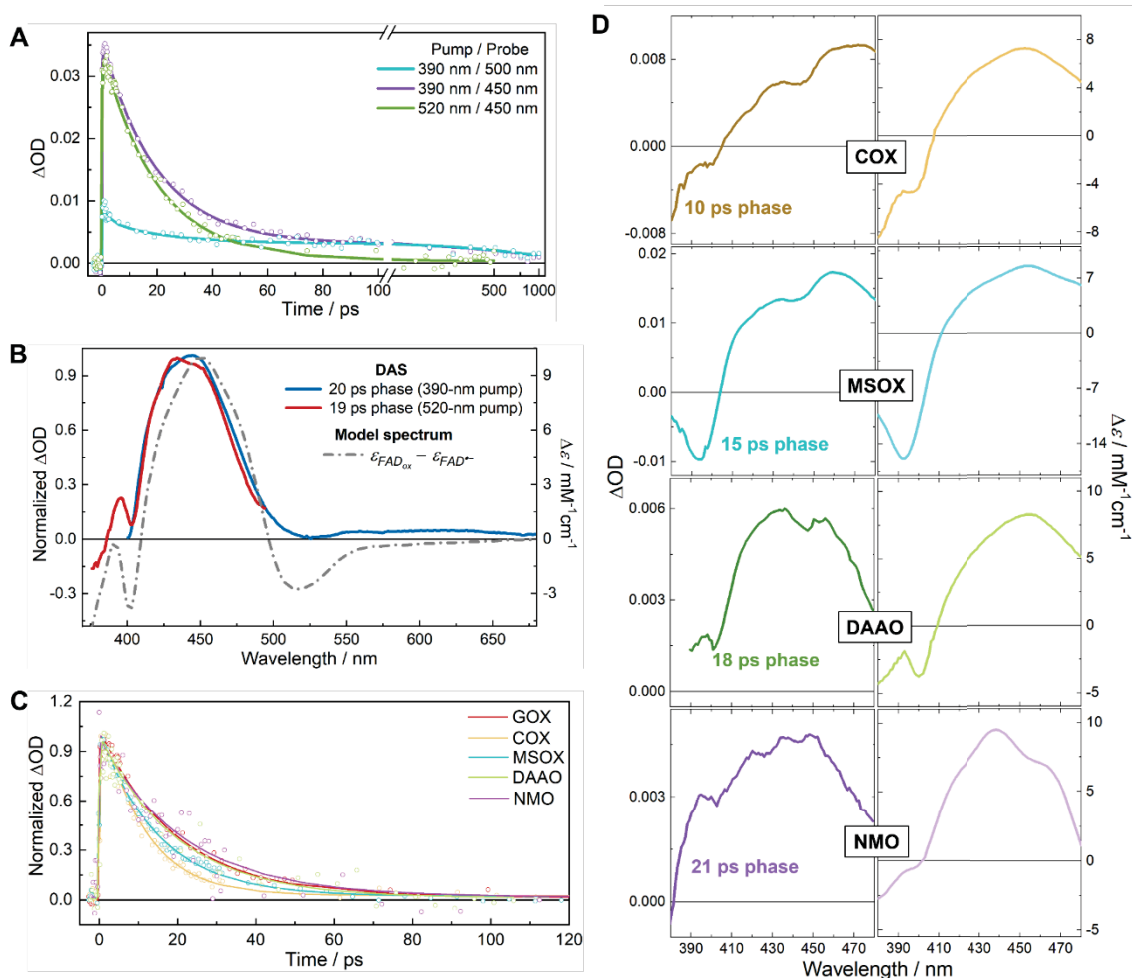 A
Pump / Probe
390 nm / 500 nm
390 nm / 450 nm
520 nm / 450 nm
0.03
0.02
0.01
0.00
ΔOD
0 20 40 60 80 100 500 1000
Time / ps
B
DAS
20 ps phase (390-nm pump)
19 ps phase (520-nm pump)
Model spectrum
ε_FADox − ε_FAD•−
0.9
0.6
0.3
0.0
-0.3
Normalized ΔOD
9
6
3
0
-3
Δε / mM⁻¹cm⁻¹
400 450 500 550 600 650
Wavelength / nm
C
GOX
COX
MSOX
DAAO
NMO
1.2
0.9
0.6
0.3
0.0
Normalized ΔOD
0 20 40 60 80 100 120
Time / ps
D
0.008
0.000
-0.008
10 ps phase
COX
8
4
0
-4
-8
0.02
0.01
0.00
-0.01
15 ps phase
MSOX
7
0
-7
-14
0.006
0.003
0.000
18 ps phase
DAAO
10
5
0
-5
0.003
0.000
21 ps phase
NMO
10
5
0
-5
ΔOD
Δε / mM⁻¹cm⁻¹
390 410 430 450 470 390 410 430 450 470
Wavelength / nm